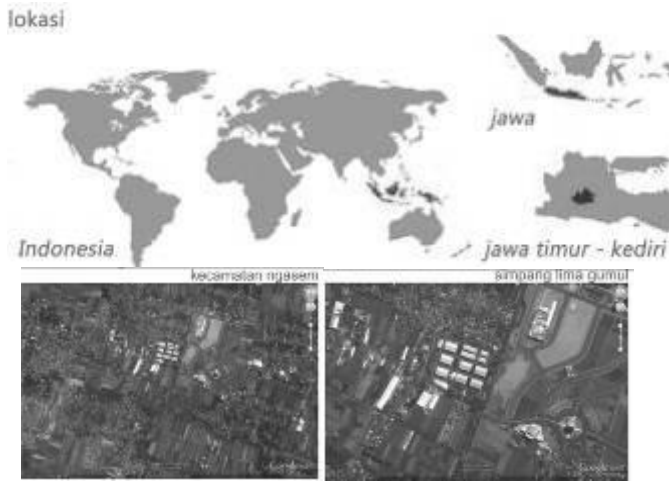 lokasi
jawa
Indonesia
jawa timur - kediri
kecamatan ngasem
simpang lima gumul